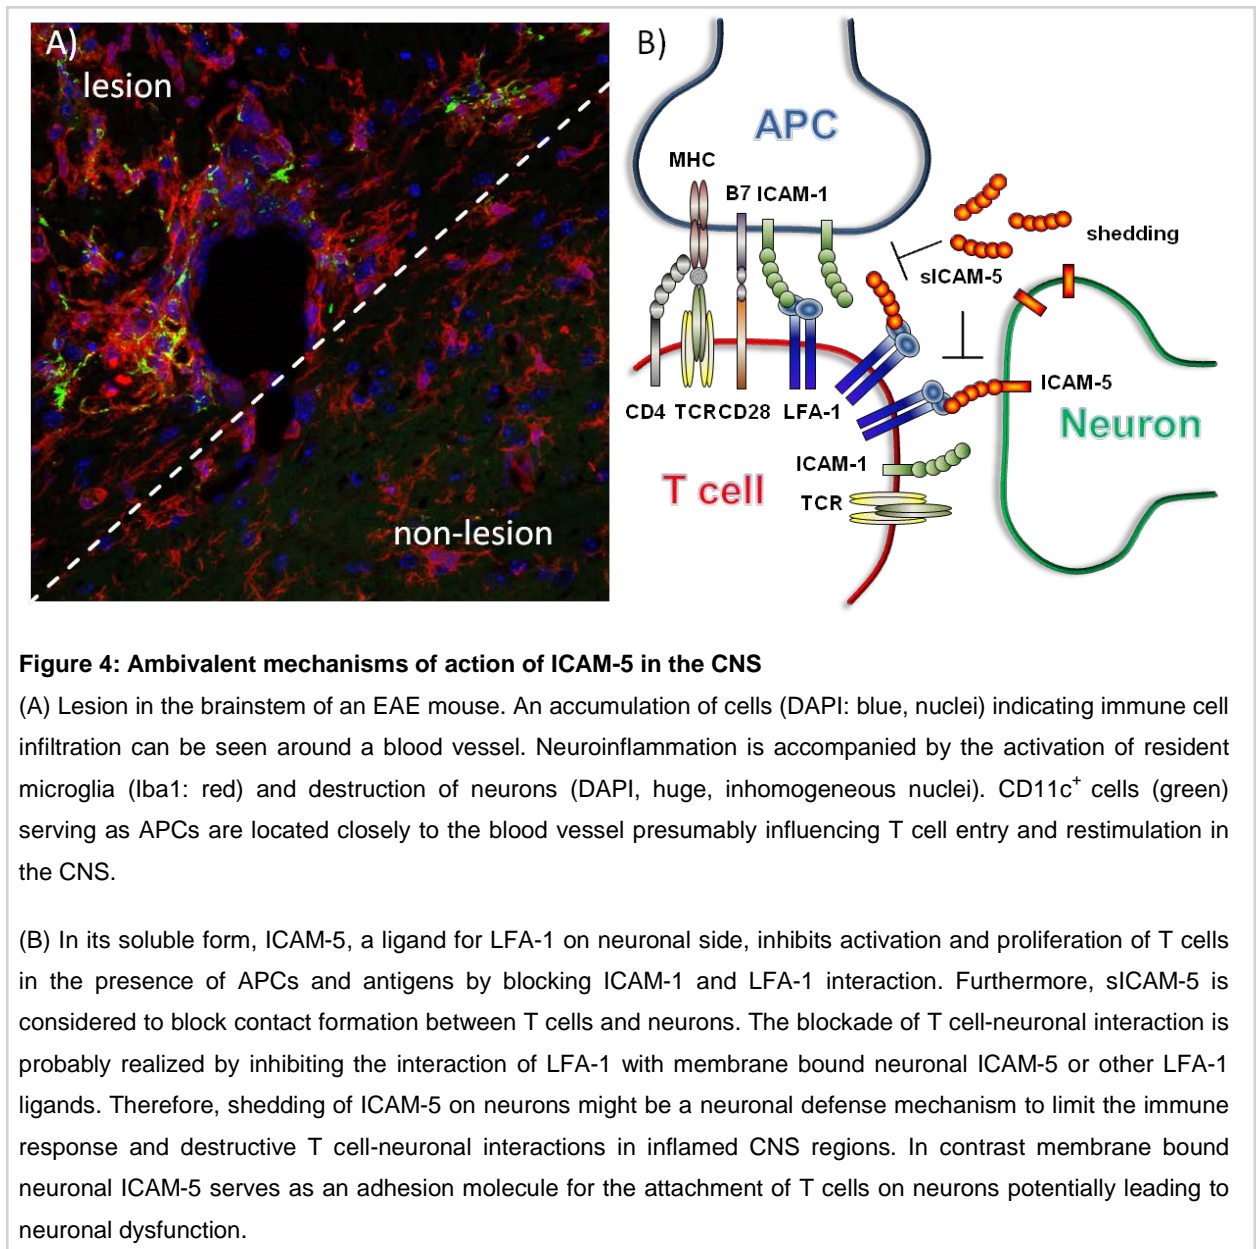 A)
lesion
non-lesion
B)
APC
MHC
B7 ICAM-1
shedding
sICAM-5
ICAM-5
CD4 TCR CD28 LFA-1
Neuron
ICAM-1
T cell
TCR
Figure 4: Ambivalent mechanisms of action of ICAM-5 in the CNS
(A) Lesion in the brainstem of an EAE mouse. An accumulation of cells (DAPI: blue, nuclei) indicating immune cell
infiltration can be seen around a blood vessel. Neuroinflammation is accompanied by the activation of resident
microglia (Iba1: red) and destruction of neurons (DAPI, huge, inhomogeneous nuclei). CD11c⁺ cells (green)
serving as APCs are located closely to the blood vessel presumably influencing T cell entry and restimulation in
the CNS.
(B) In its soluble form, ICAM-5, a ligand for LFA-1 on neuronal side, inhibits activation and proliferation of T cells
in the presence of APCs and antigens by blocking ICAM-1 and LFA-1 interaction. Furthermore, sICAM-5 is
considered to block contact formation between T cells and neurons. The blockade of T cell-neuronal interaction is
probably realized by inhibiting the interaction of LFA-1 with membrane bound neuronal ICAM-5 or other LFA-1
ligands. Therefore, shedding of ICAM-5 on neurons might be a neuronal defense mechanism to limit the immune
response and destructive T cell-neuronal interactions in inflamed CNS regions. In contrast membrane bound
neuronal ICAM-5 serves as an adhesion molecule for the attachment of T cells on neurons potentially leading to
neuronal dysfunction.